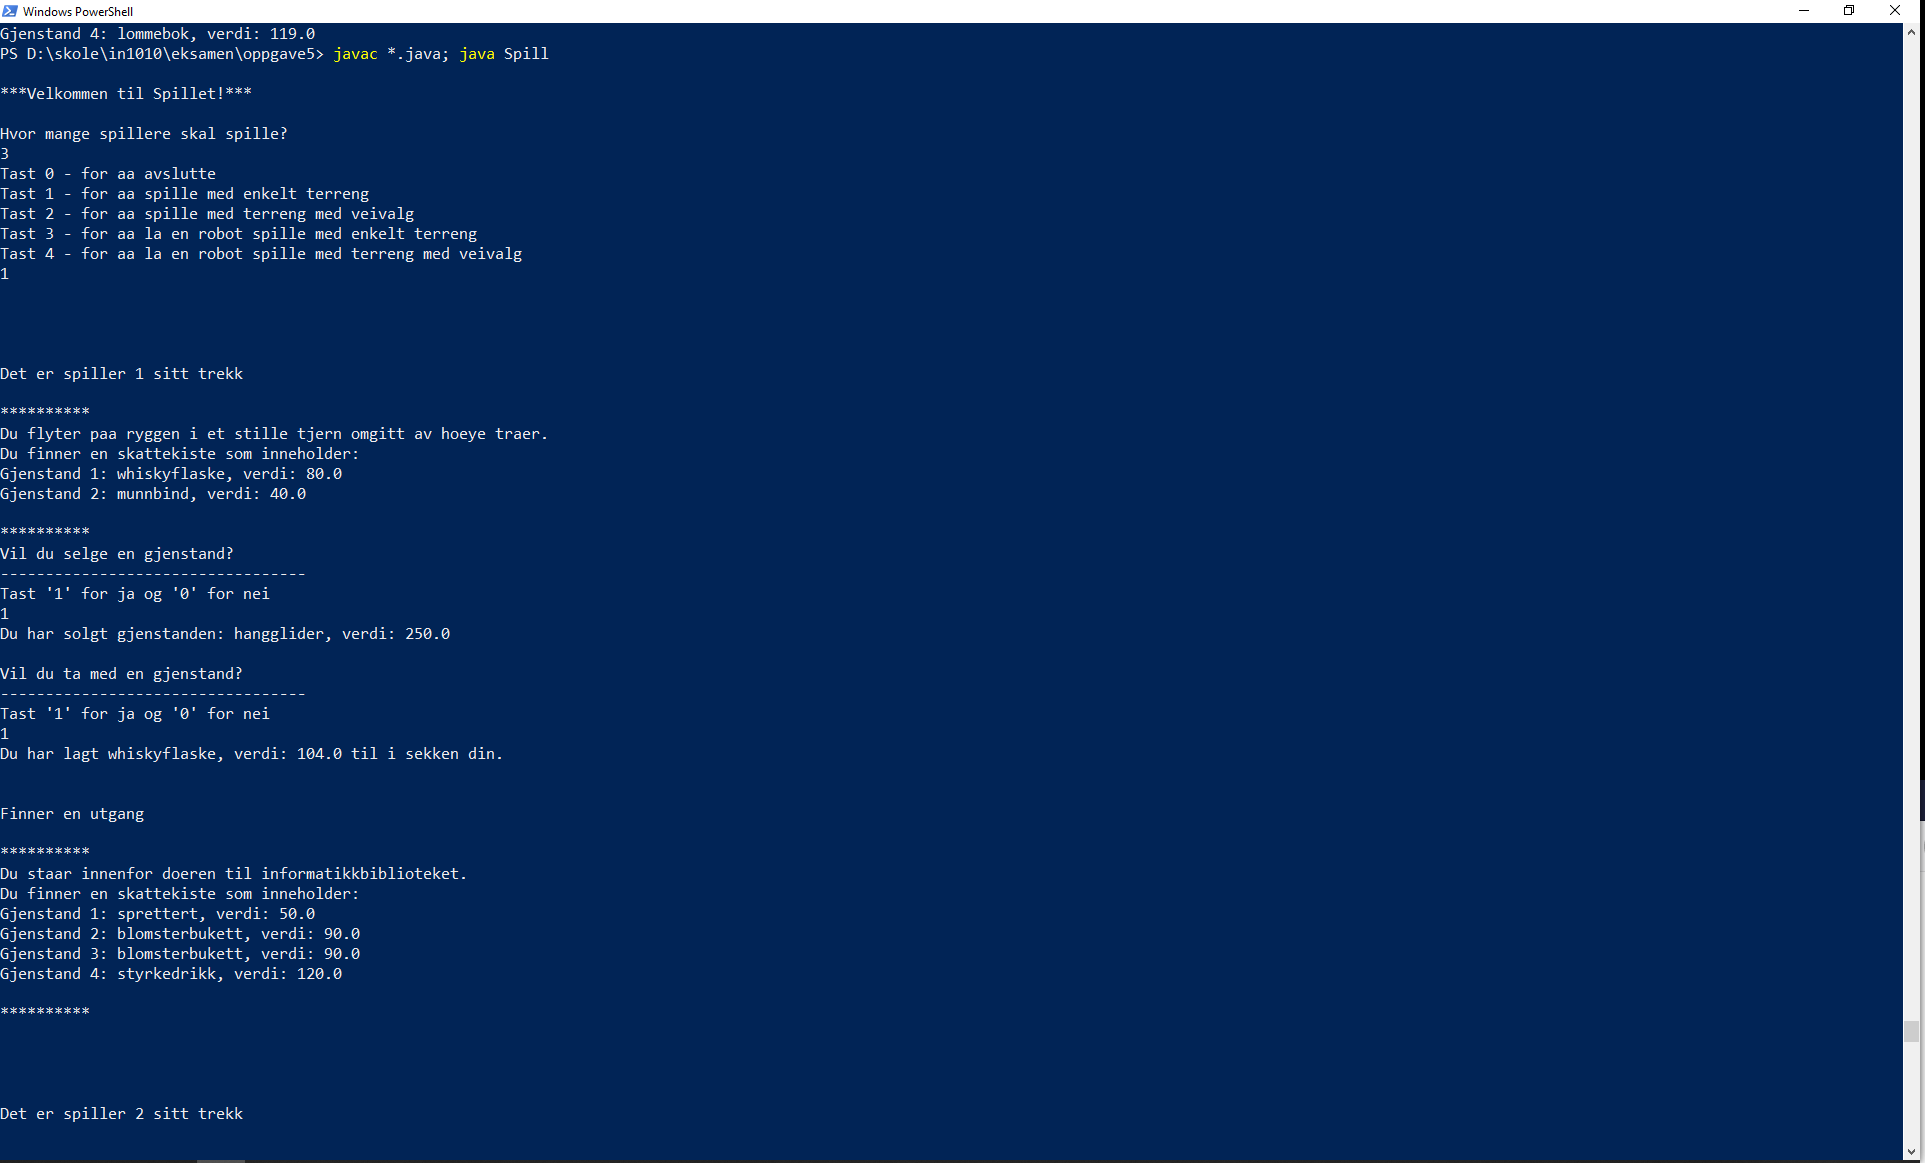 Windows PowerShell
Gjenstand 4: lommebok, verdi: 119.0
PS D:\skole\in1010\eksamen\oppgave5> javac *.java; java Spill
***Velkommen til Spillet!***
Hvor mange spillere skal spille?
3
Tast 0 - for aa avslutte
Tast 1 - for aa spille med enkelt terreng
Tast 2 - for aa spille med terreng med veivalg
Tast 3 - for aa la en robot spille med enkelt terreng
Tast 4 - for aa la en robot spille med terreng med veivalg
1
Det er spiller 1 sitt trekk
**********
Du flyter paa ryggen i et stille tjern omgitt av hoeye traer.
Du finner en skattekiste som inneholder:
Gjenstand 1: whiskyflaske, verdi: 80.0
Gjenstand 2: munnbind, verdi: 40.0
**********
Vil du selge en gjenstand?
----------------------------------
Tast '1' for ja og '0' for nei
1
Du har solgt gjenstanden: hangglider, verdi: 250.0
Vil du ta med en gjenstand?
----------------------------------
Tast '1' for ja og '0' for nei
1
Du har lagt whiskyflaske, verdi: 104.0 til i sekken din.
Finner en utgang
**********
Du staar innenfor doeren til informatikkbiblioteket.
Du finner en skattekiste som inneholder:
Gjenstand 1: sprettert, verdi: 50.0
Gjenstand 2: blomsterbukett, verdi: 90.0
Gjenstand 3: blomsterbukett, verdi: 90.0
Gjenstand 4: styrkedrikk, verdi: 120.0
**********
Det er spiller 2 sitt trekk